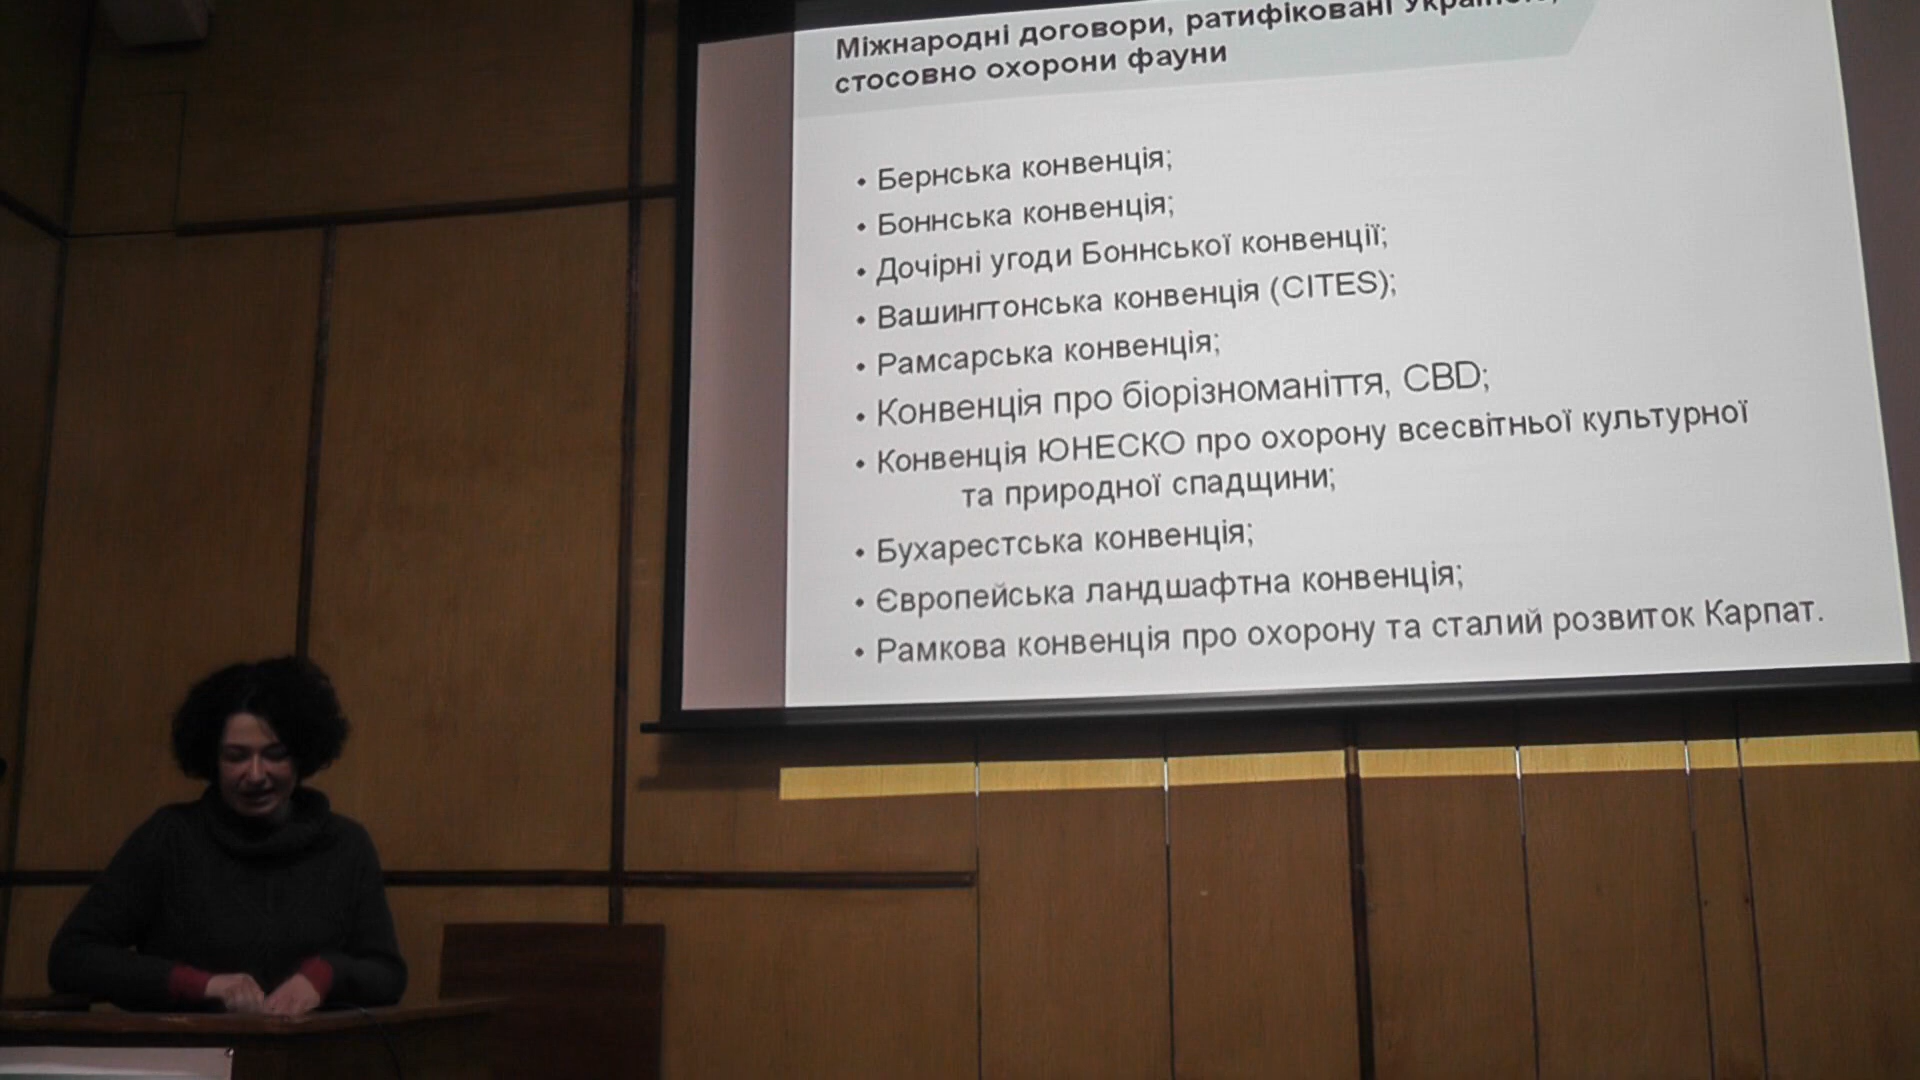 Міжнародні договори, ратифіковані Україною,
стосовно охорони фауни
• Бернська конвенція;
• Боннська конвенція;
• Дочірні угоди Боннської конвенції;
• Вашингтонська конвенція (CITES);
• Рамсарська конвенція;
• Конвенція про біорізноманіття, CBD;
• Конвенція ЮНЕСКО про охорону всесвітньої культурної
та природної спадщини;
• Бухарестська конвенція;
• Європейська ландшафтна конвенція;
• Рамкова конвенція про охорону та сталий розвиток Карпат.